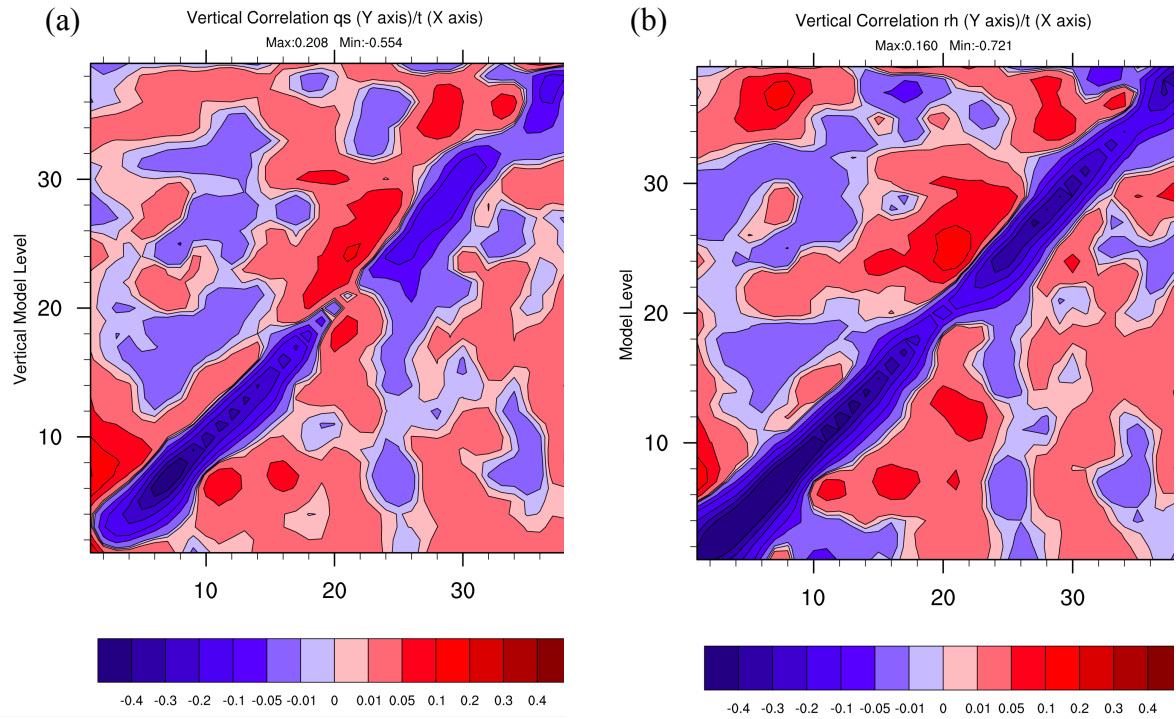 (a)
Vertical Correlation qs (Y axis)/t (X axis)
Max:0.208 Min:-0.554
Vertical Model Level
30
20
10
10 20 30
-0.4 -0.3 -0.2 -0.1 -0.05 -0.01 0 0.01 0.05 0.1 0.2 0.3 0.4
(b)
Vertical Correlation rh (Y axis)/t (X axis)
Max:0.160 Min:-0.721
Model Level
30
20
10
10 20 30
-0.4 -0.3 -0.2 -0.1 -0.05 -0.01 0 0.01 0.05 0.1 0.2 0.3 0.4